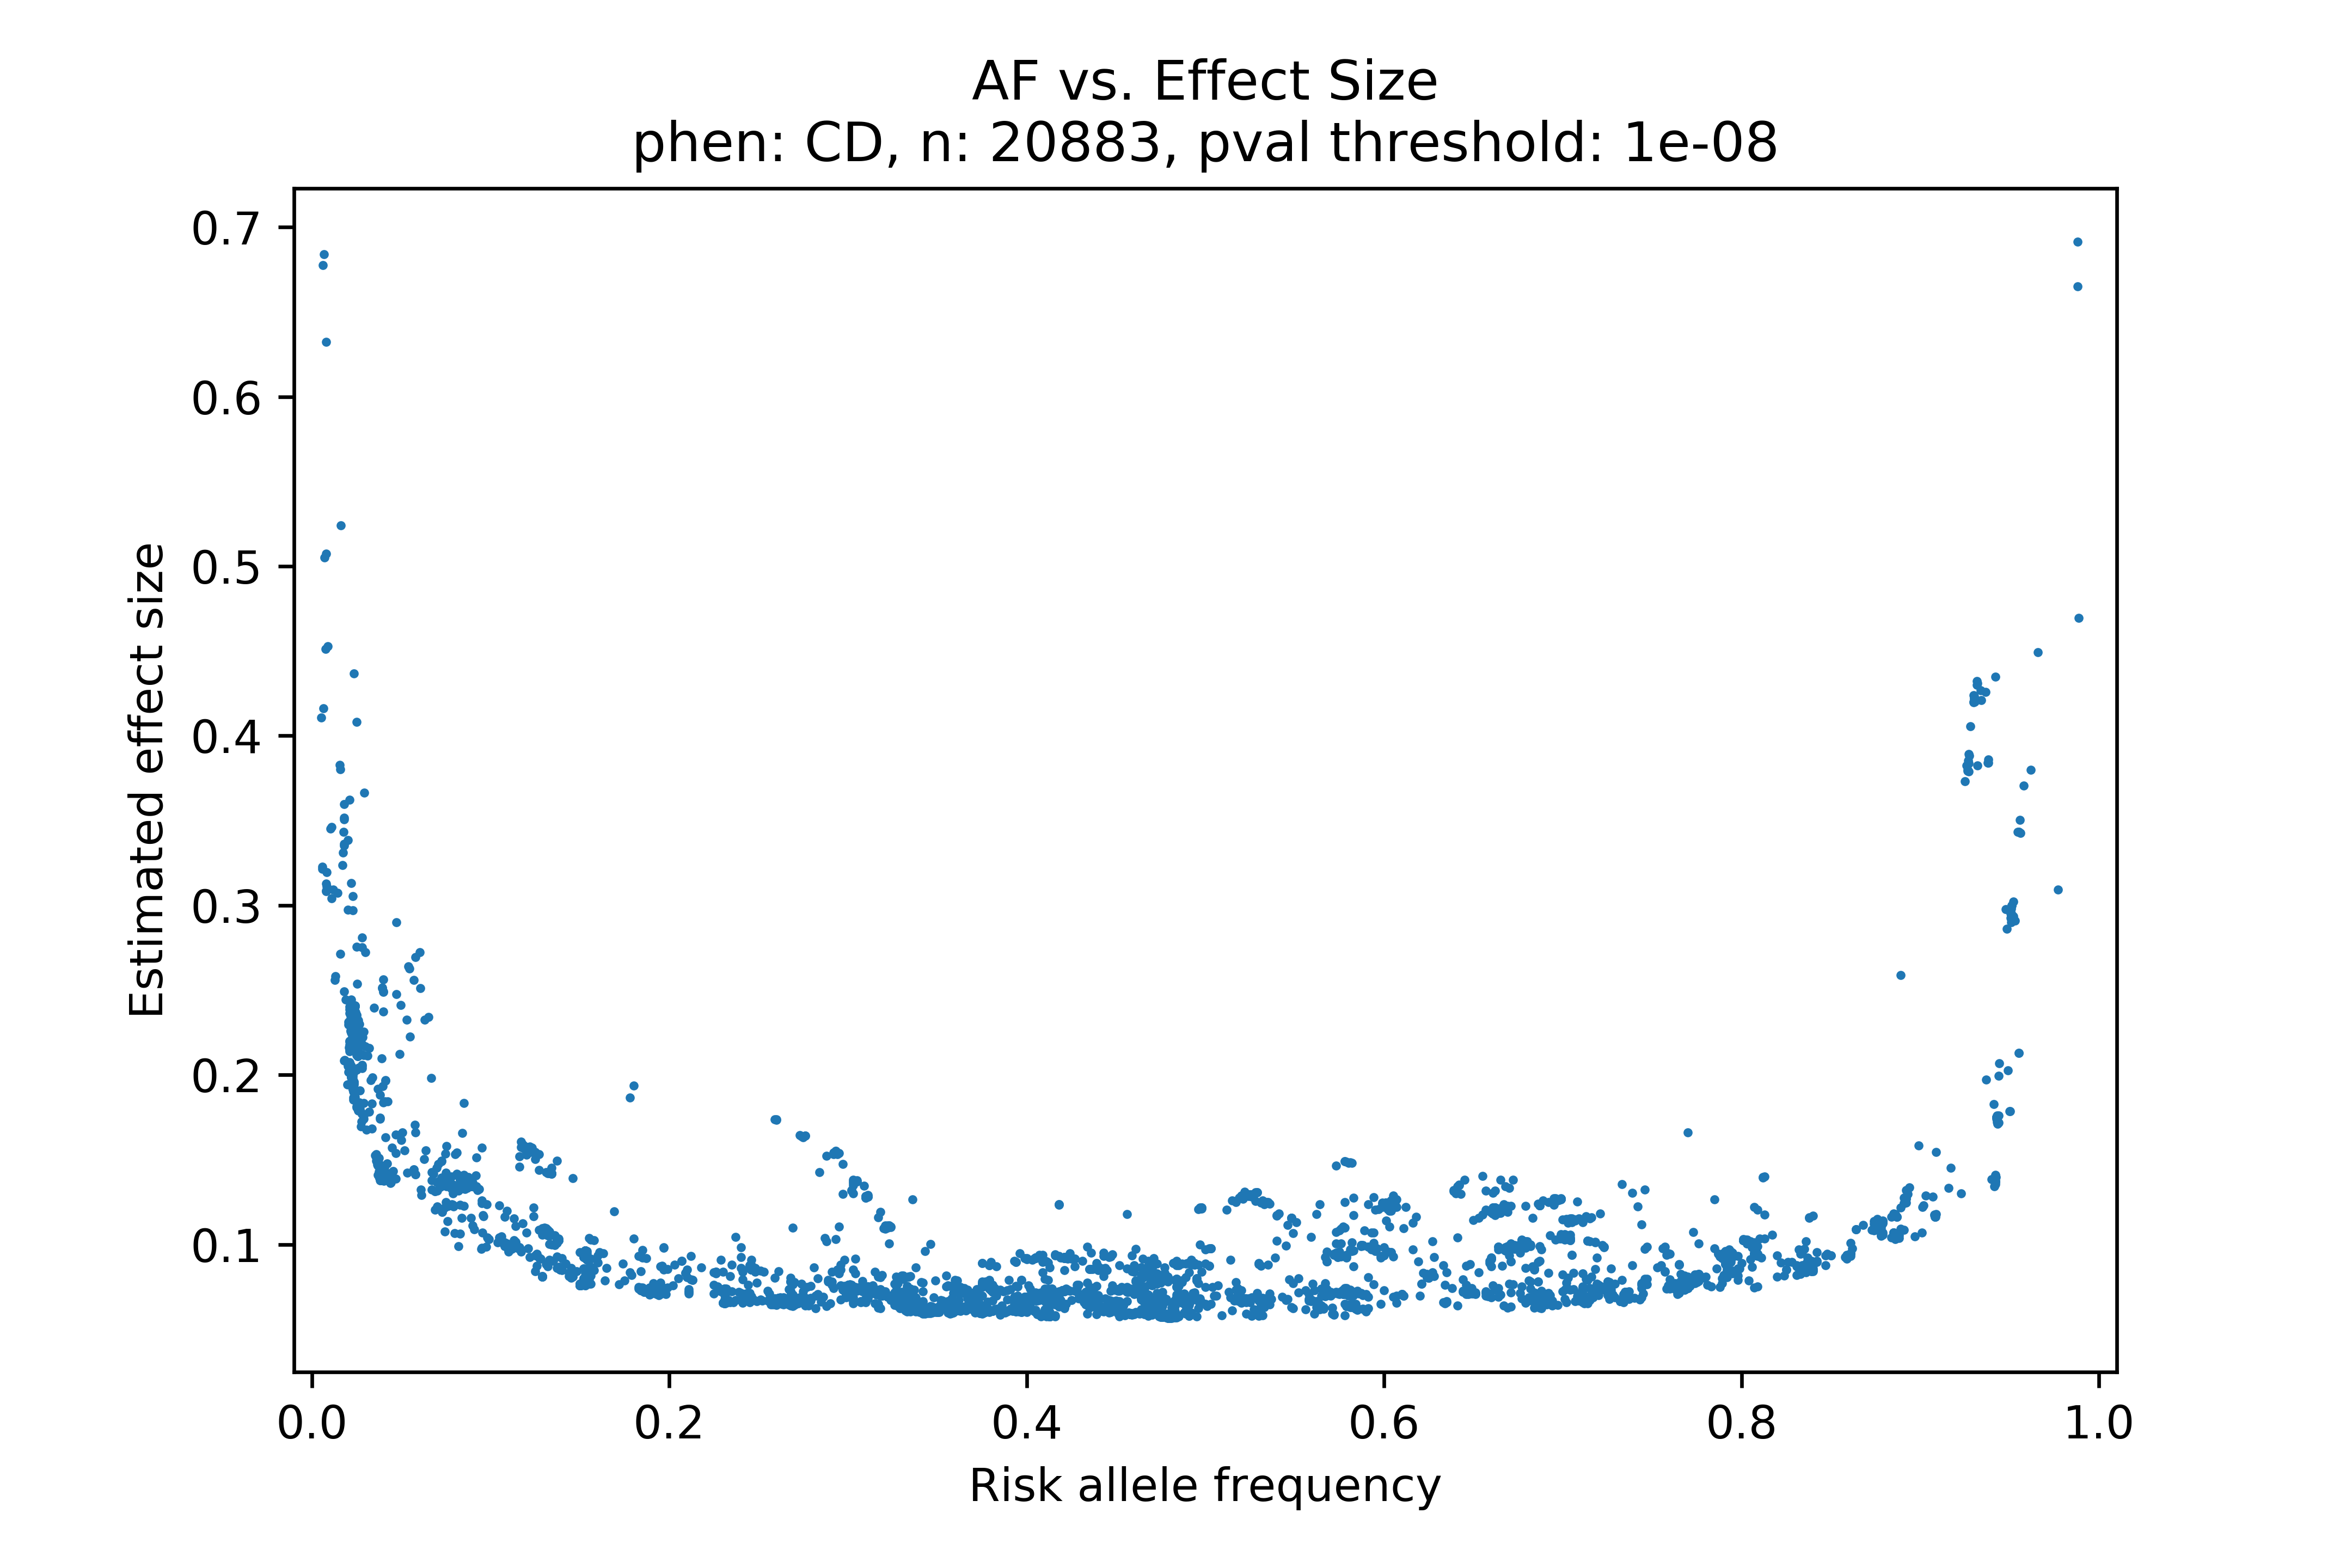 AF vs. Effect Size
phen: CD, n: 20883, pval threshold: 1e-08
0.7
0.6
0.5
0.4
0.3
0.2
0.1
Estimated effect size
0.0 0.2 0.4 0.6 0.8 1.0
Risk allele frequency